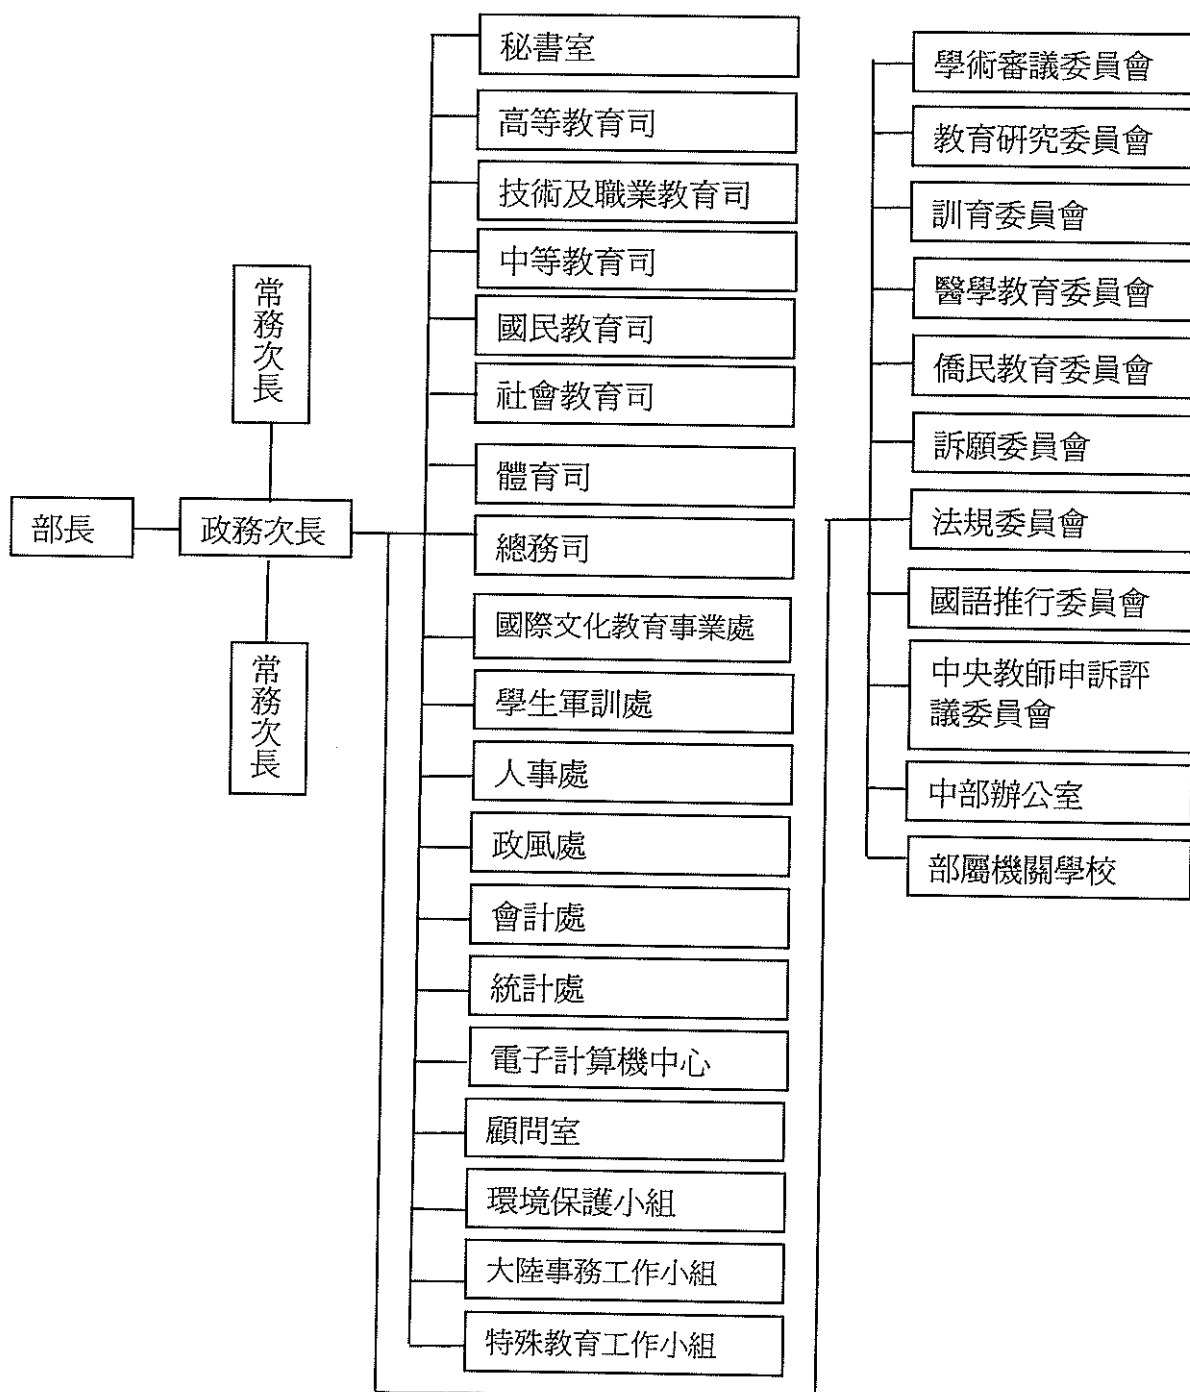 部長
政務次長
常務次長
常務次長
秘書室
高等教育司
技術及職業教育司
中等教育司
國民教育司
社會教育司
體育司
總務司
國際文化教育事業處
學生軍訓處
人事處
政風處
會計處
統計處
電子計算機中心
顧問室
環境保護小組
大陸事務工作小組
特殊教育工作小組
學術審議委員會
教育研究委員會
訓育委員會
醫學教育委員會
僑民教育委員會
訴願委員會
法規委員會
國語推行委員會
中央教師申訴評
議委員會
中部辦公室
部屬機關學校